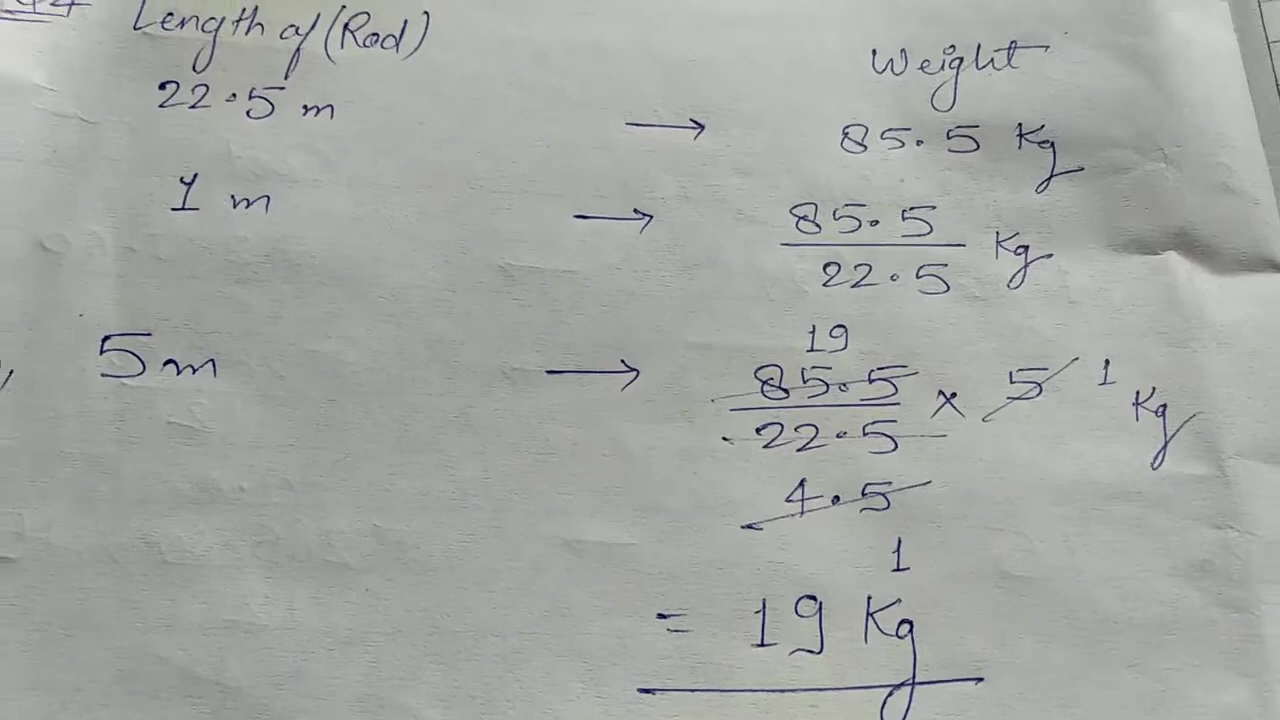 Length of (Rod)
Weight
22.5 m → 85.5 Kg
1 m → 85.5/22.5 Kg
19
5m → 85.5/22.5 × 5 1 Kg
4.5
1
= 19 Kg